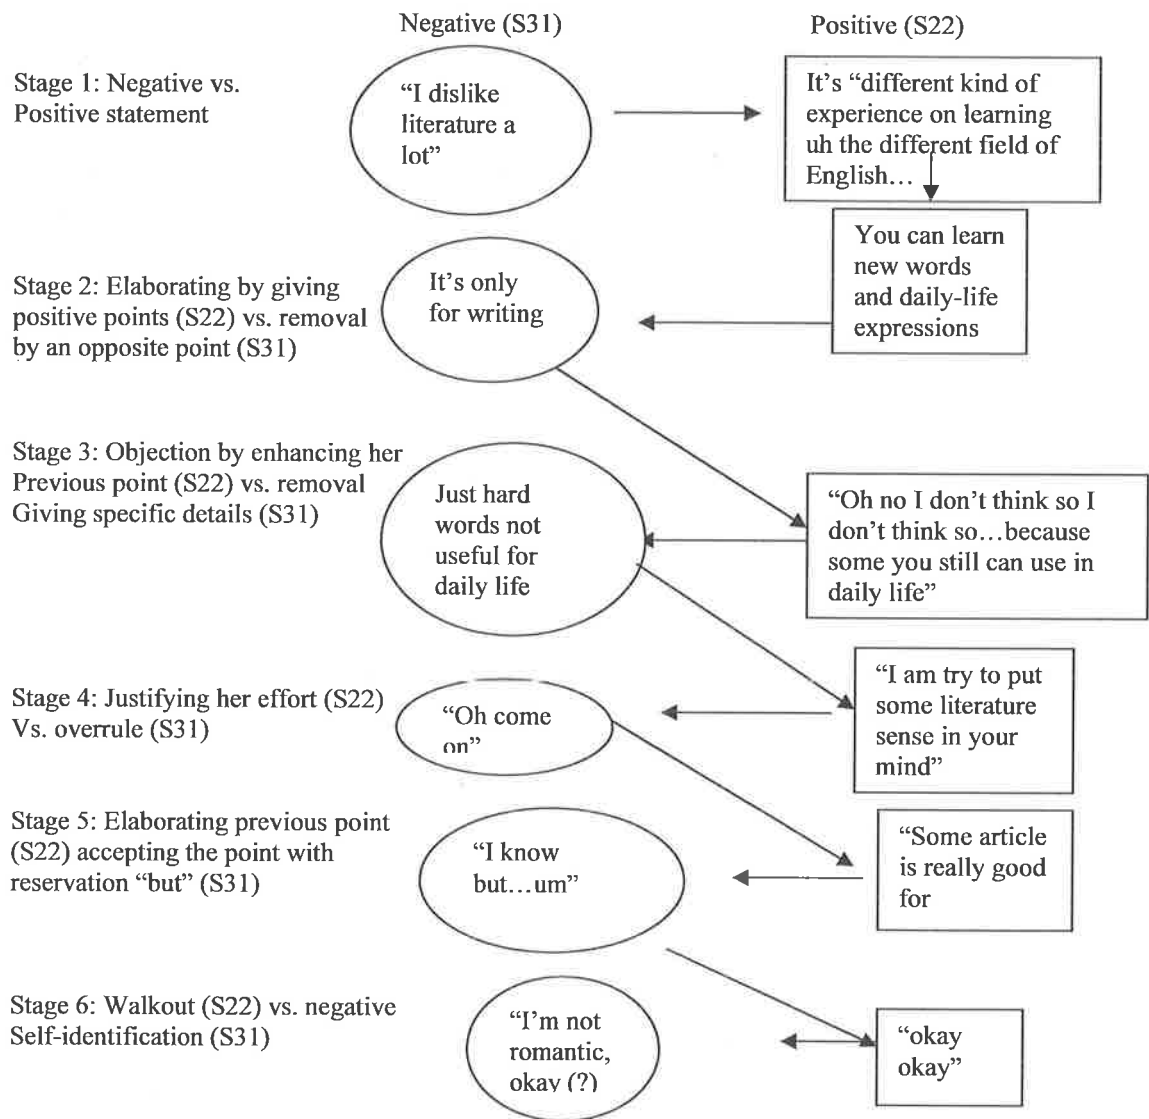 Negative (S31)
Positive (S22)
Stage 1: Negative vs.
Positive statement
“I dislike
literature a
lot”
It’s “different kind of
experience on learning
uh the different field of
English…
You can learn
new words
and daily-life
expressions
Stage 2: Elaborating by giving
positive points (S22) vs. removal
by an opposite point (S31)
It’s only
for writing
Stage 3: Objection by enhancing her
Previous point (S22) vs. removal
Giving specific details (S31)
Just hard
words not
useful for
daily life
“Oh no I don’t think so I
don’t think so…because
some you still can use in
daily life”
Stage 4: Justifying her effort (S22)
Vs. overrule (S31)
“Oh come
on”
“I am try to put
some literature
sense in your
mind”
Stage 5: Elaborating previous point
(S22) accepting the point with
reservation “but” (S31)
“I know
but…um”
“Some article
is really good
for
Stage 6: Walkout (S22) vs. negative
Self-identification (S31)
“I’m not
romantic,
okay (?)
“okay
okay”